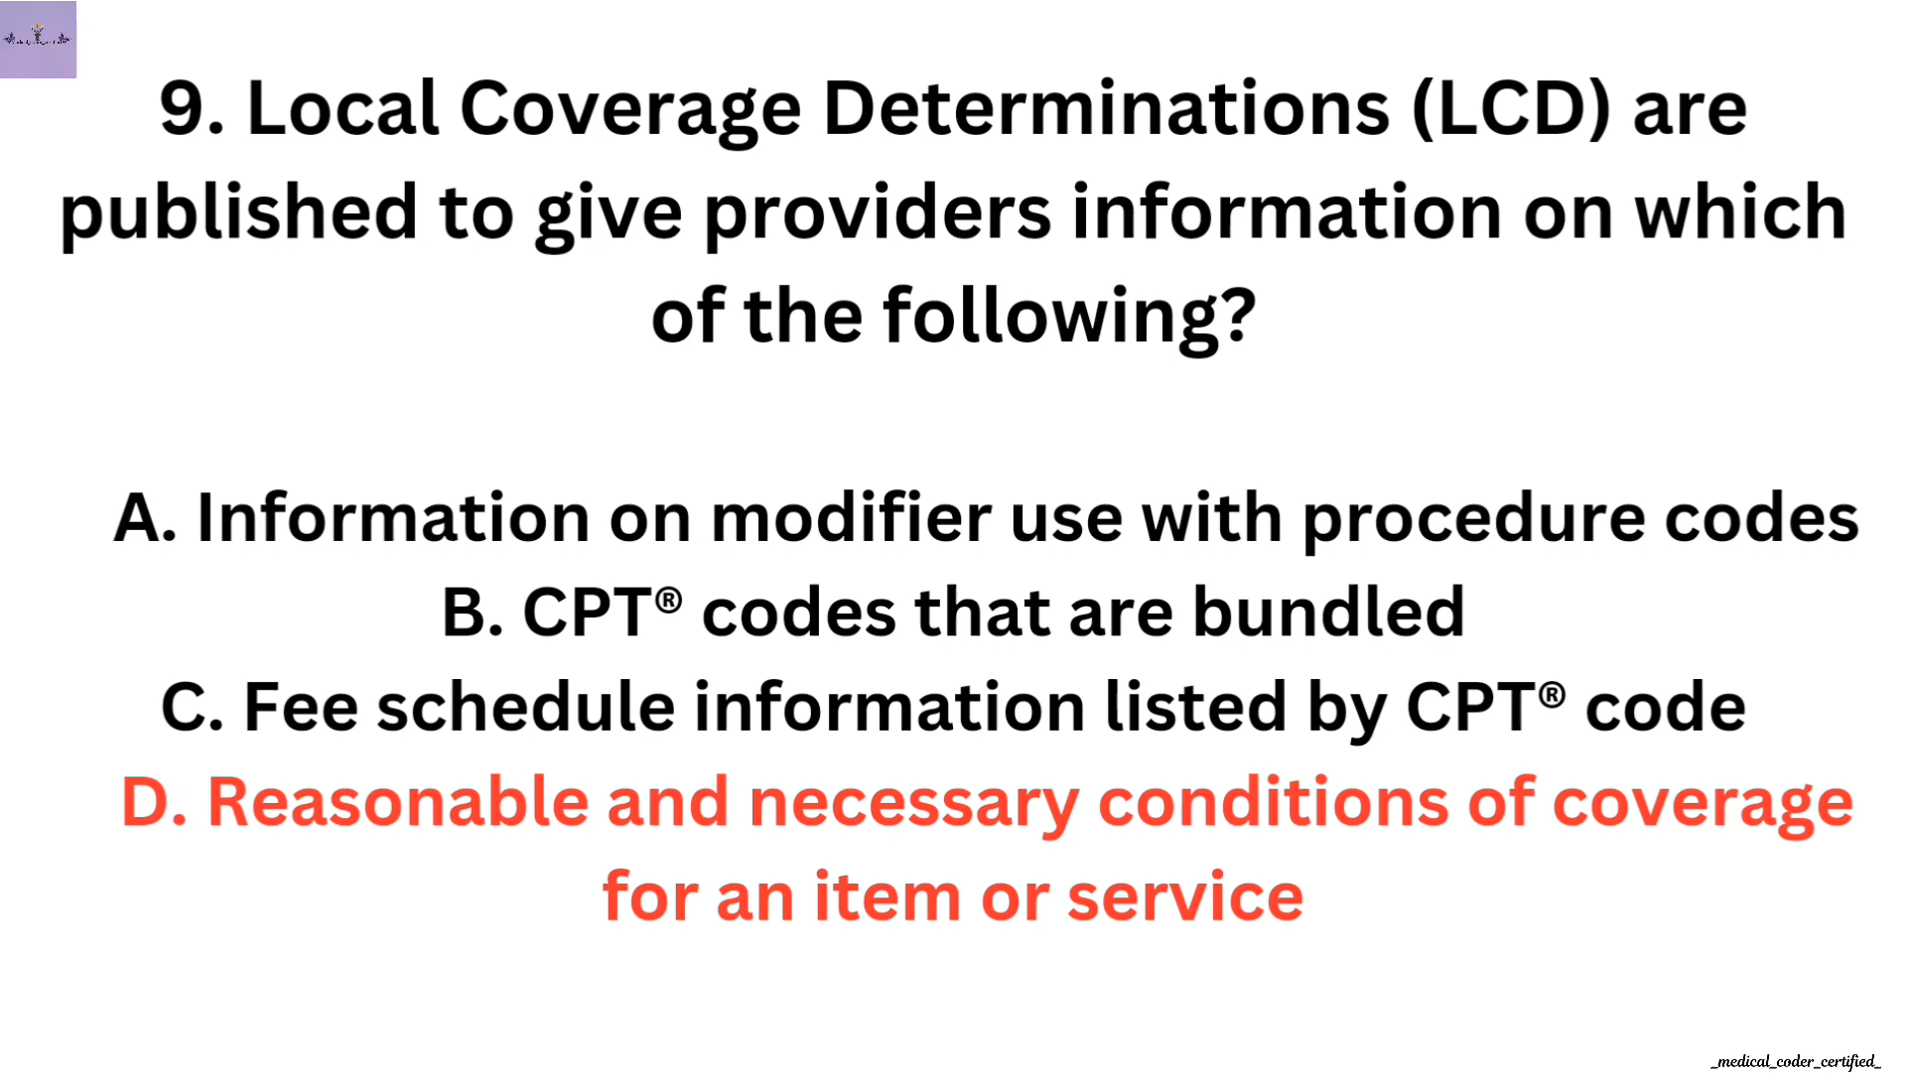 9. Local Coverage Determinations (LCD) are
published to give providers information on which
of the following?
A. Information on modifier use with procedure codes
B. CPT® codes that are bundled
C. Fee schedule information listed by CPT® code
D. Reasonable and necessary conditions of coverage
for an item or service
_medical_coder_certified_